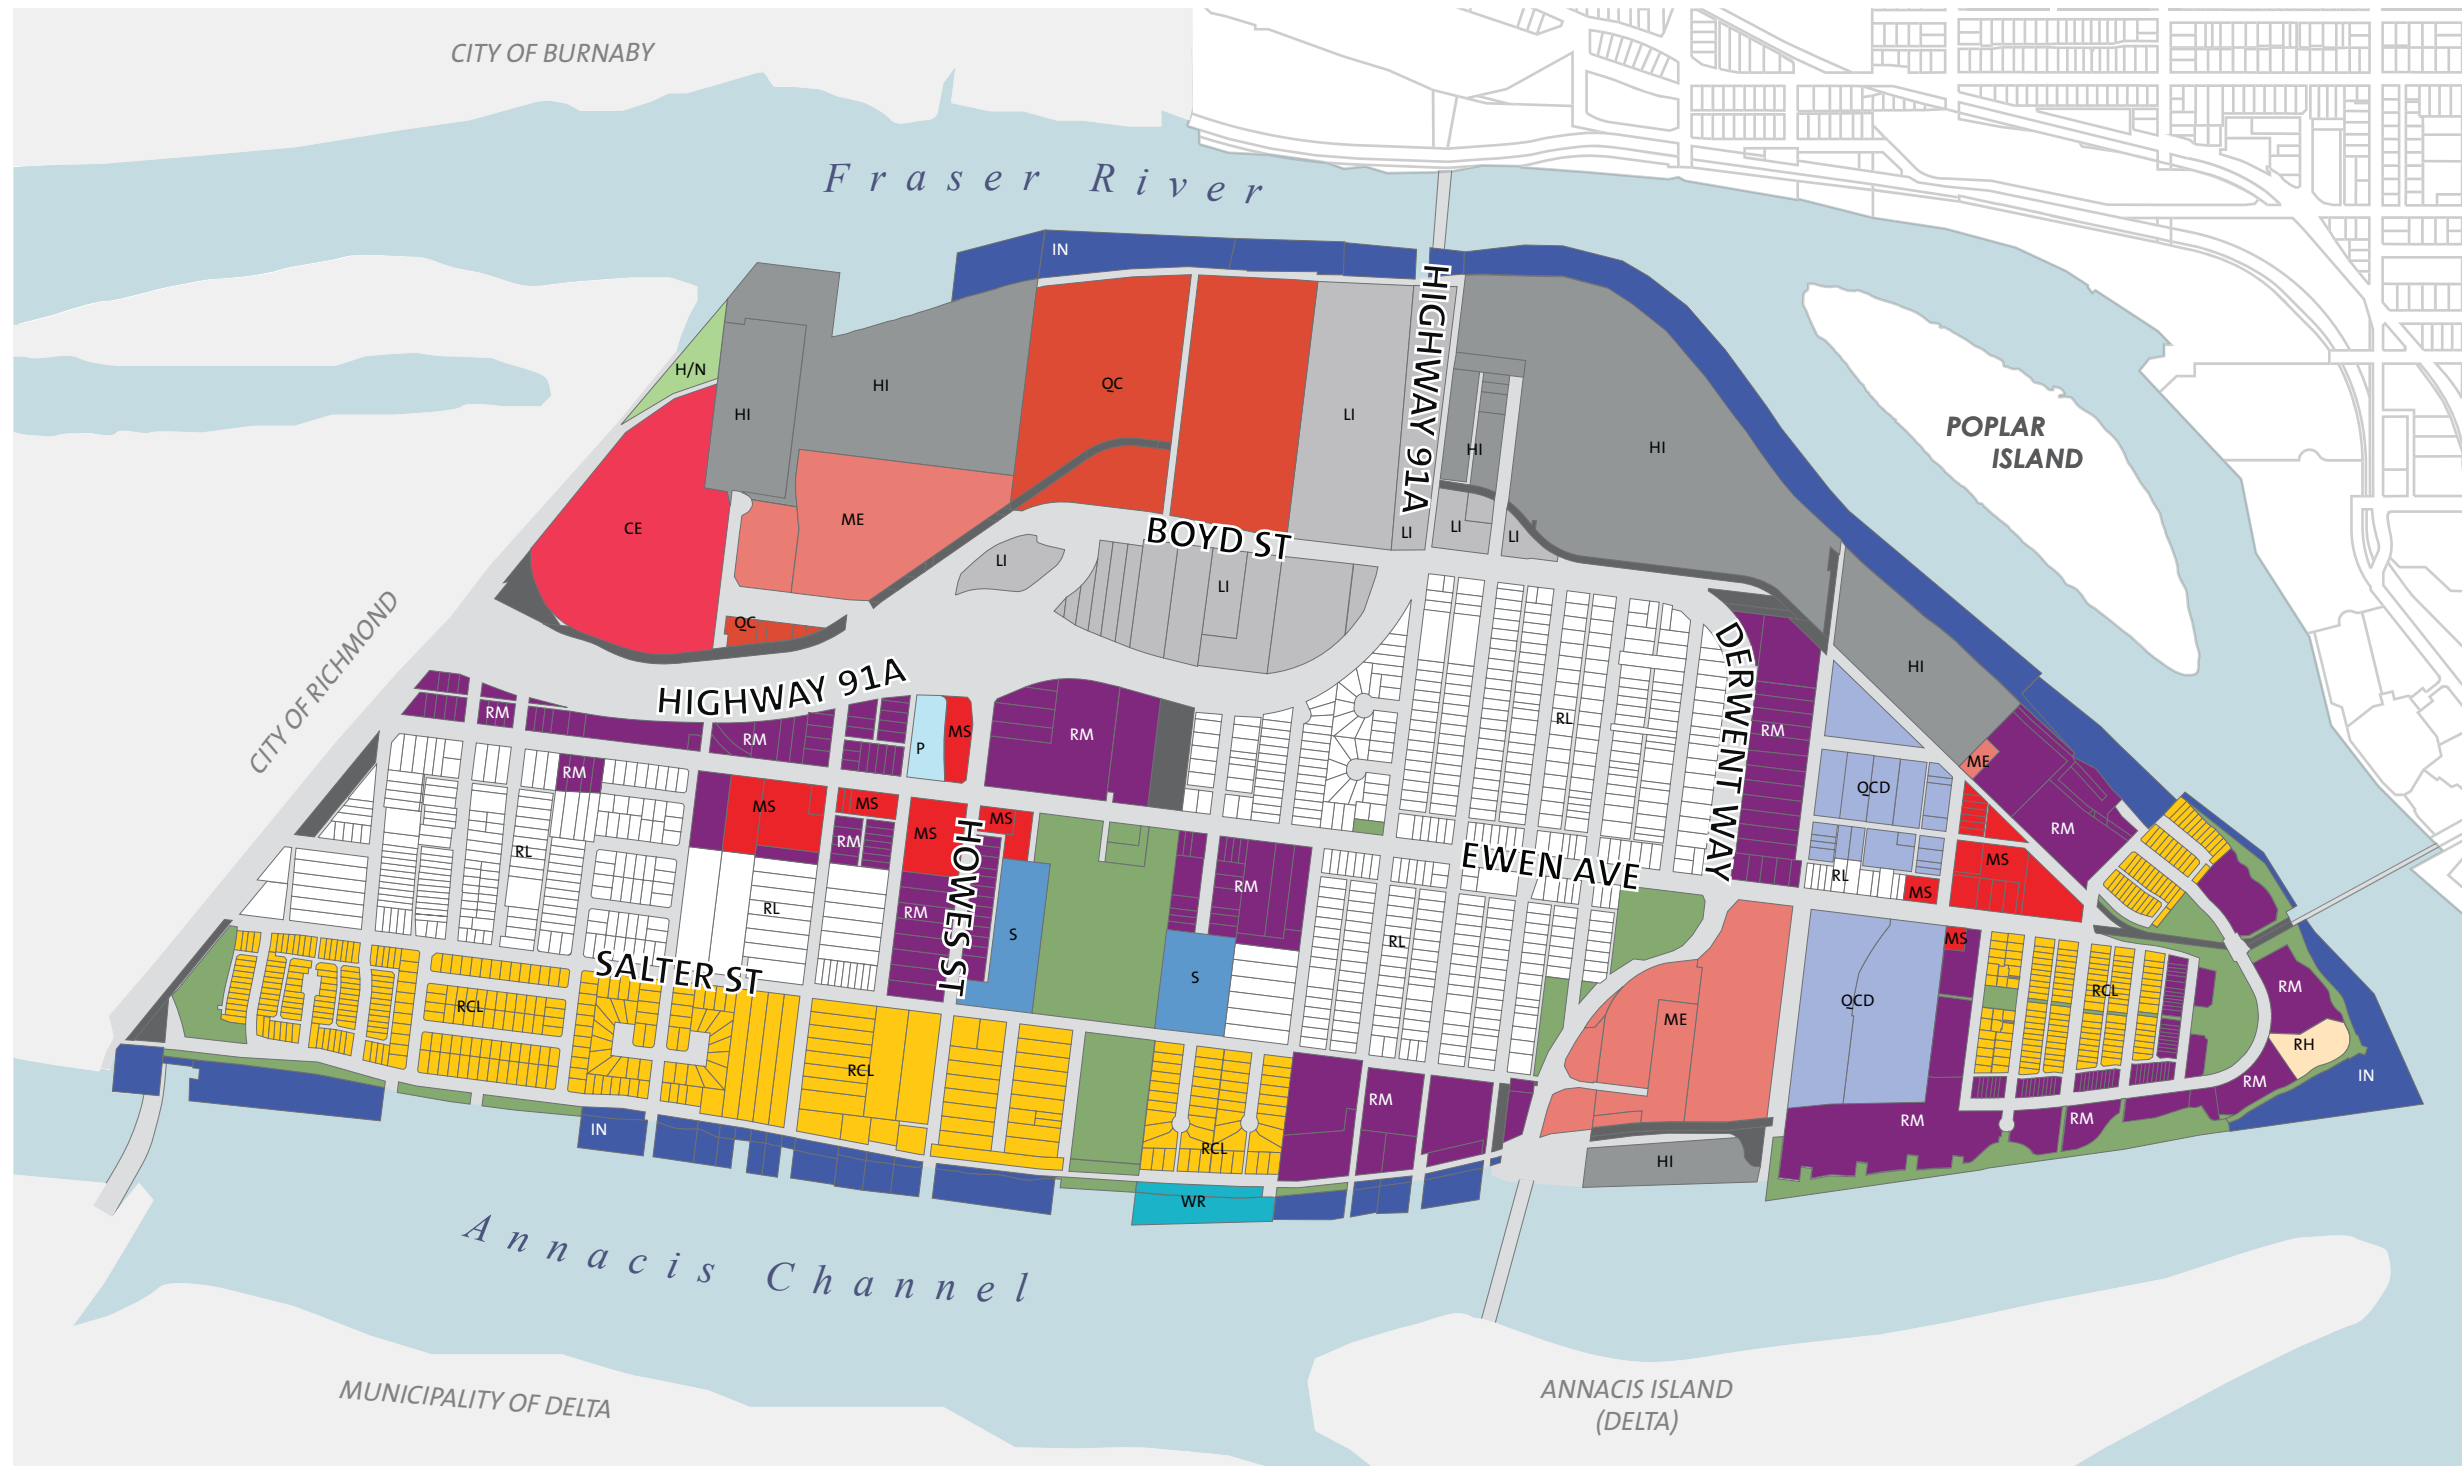 CITY OF BURNABY
Fraser River
IN
H/N
HI
HI
QC
LI
HIGHWAY 91A
HI
HI
POPLAR
ISLAND
CE
ME
LI
LI
LI
BOYD ST
LI
LI
QC
CITY OF RICHMOND
HIGHWAY 91A
DERWENT WAY
HI
RM
RM
P
MS
RM
RL
RM
ME
RM
QCD
MS
MS
MS
MS
HOWES ST
RM
RM
RL
EWEN AVE
MS
RL
MS
RM
RL
RM
S
RL
MS
SALTER ST
S
RCL
QCD
RCL
RM
ME
RH
RCL
RM
IN
RM
RM
RM
IN
RCL
HI
WR
Annacis Channel
MUNICIPALITY OF DELTA
ANNACIS ISLAND
(DELTA)